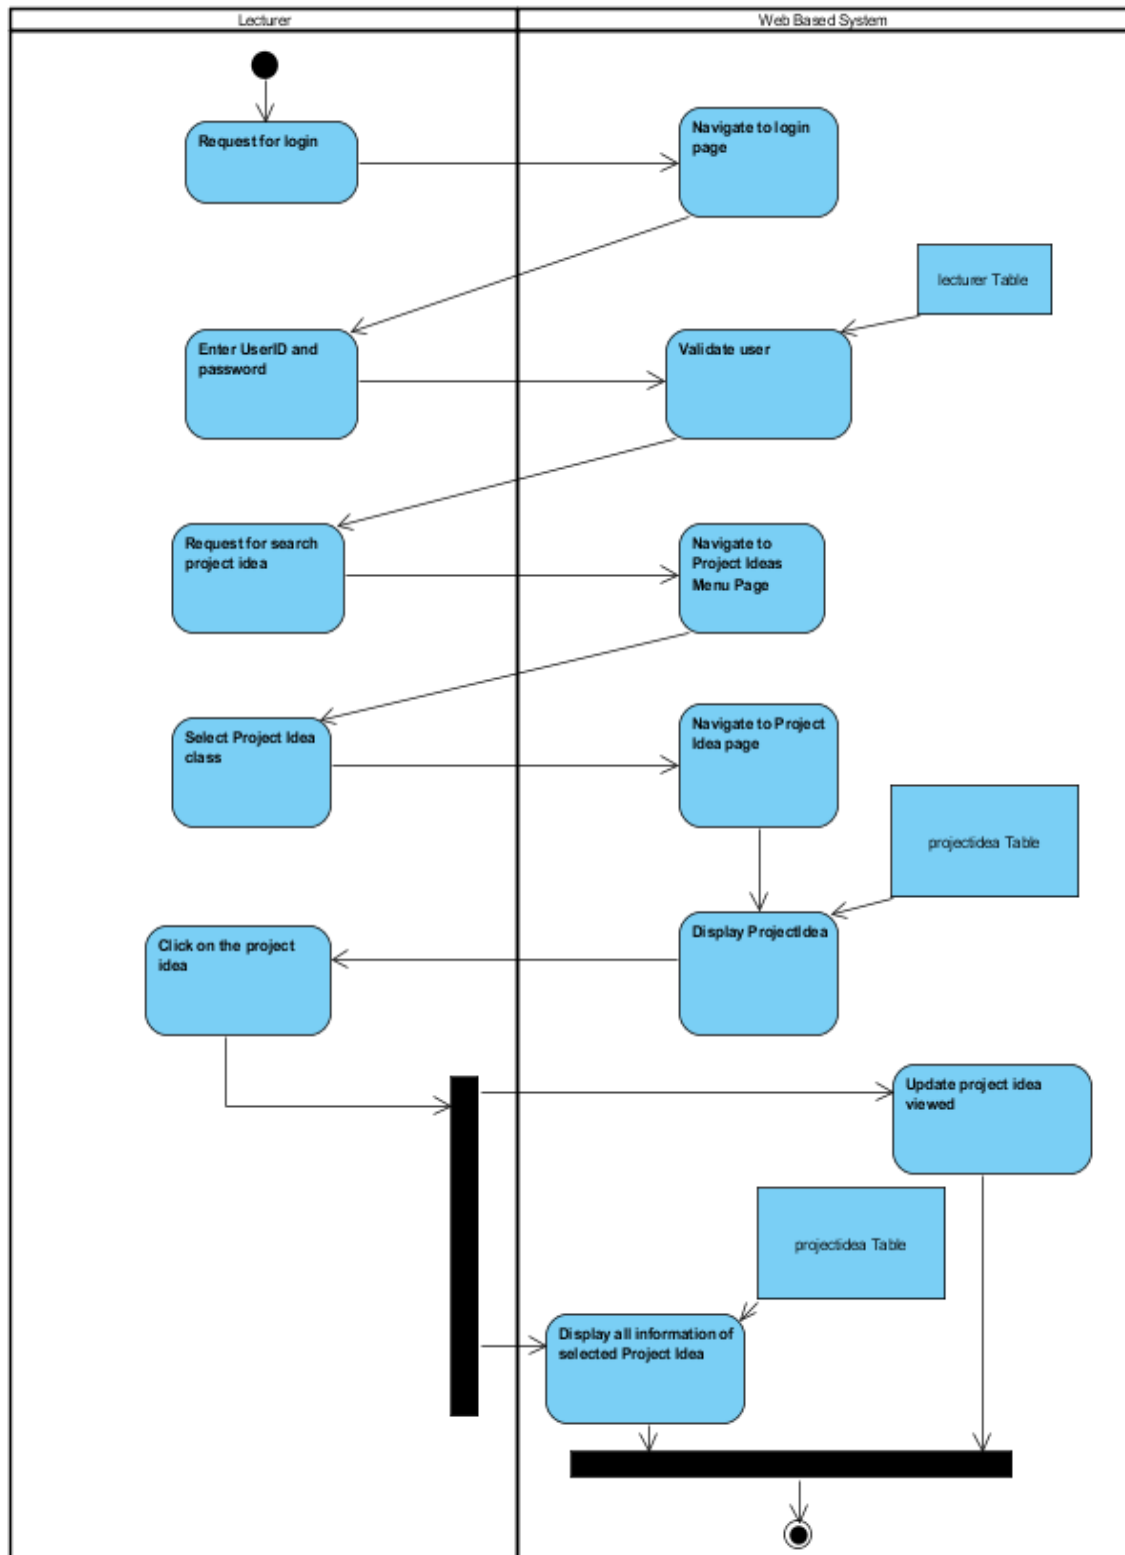 Lecturer
Web Based System
Request for login
Navigate to login
page
lecturer Table
Enter UserID and
password
Validate user
Request for search
project idea
Navigate to
Project Ideas
Menu Page
Select Project Idea
class
Navigate to Project
Idea page
projectidea Table
Click on the project
idea
Display ProjectIdea
Update project idea
viewed
projectidea Table
Display all information of
selected Project Idea